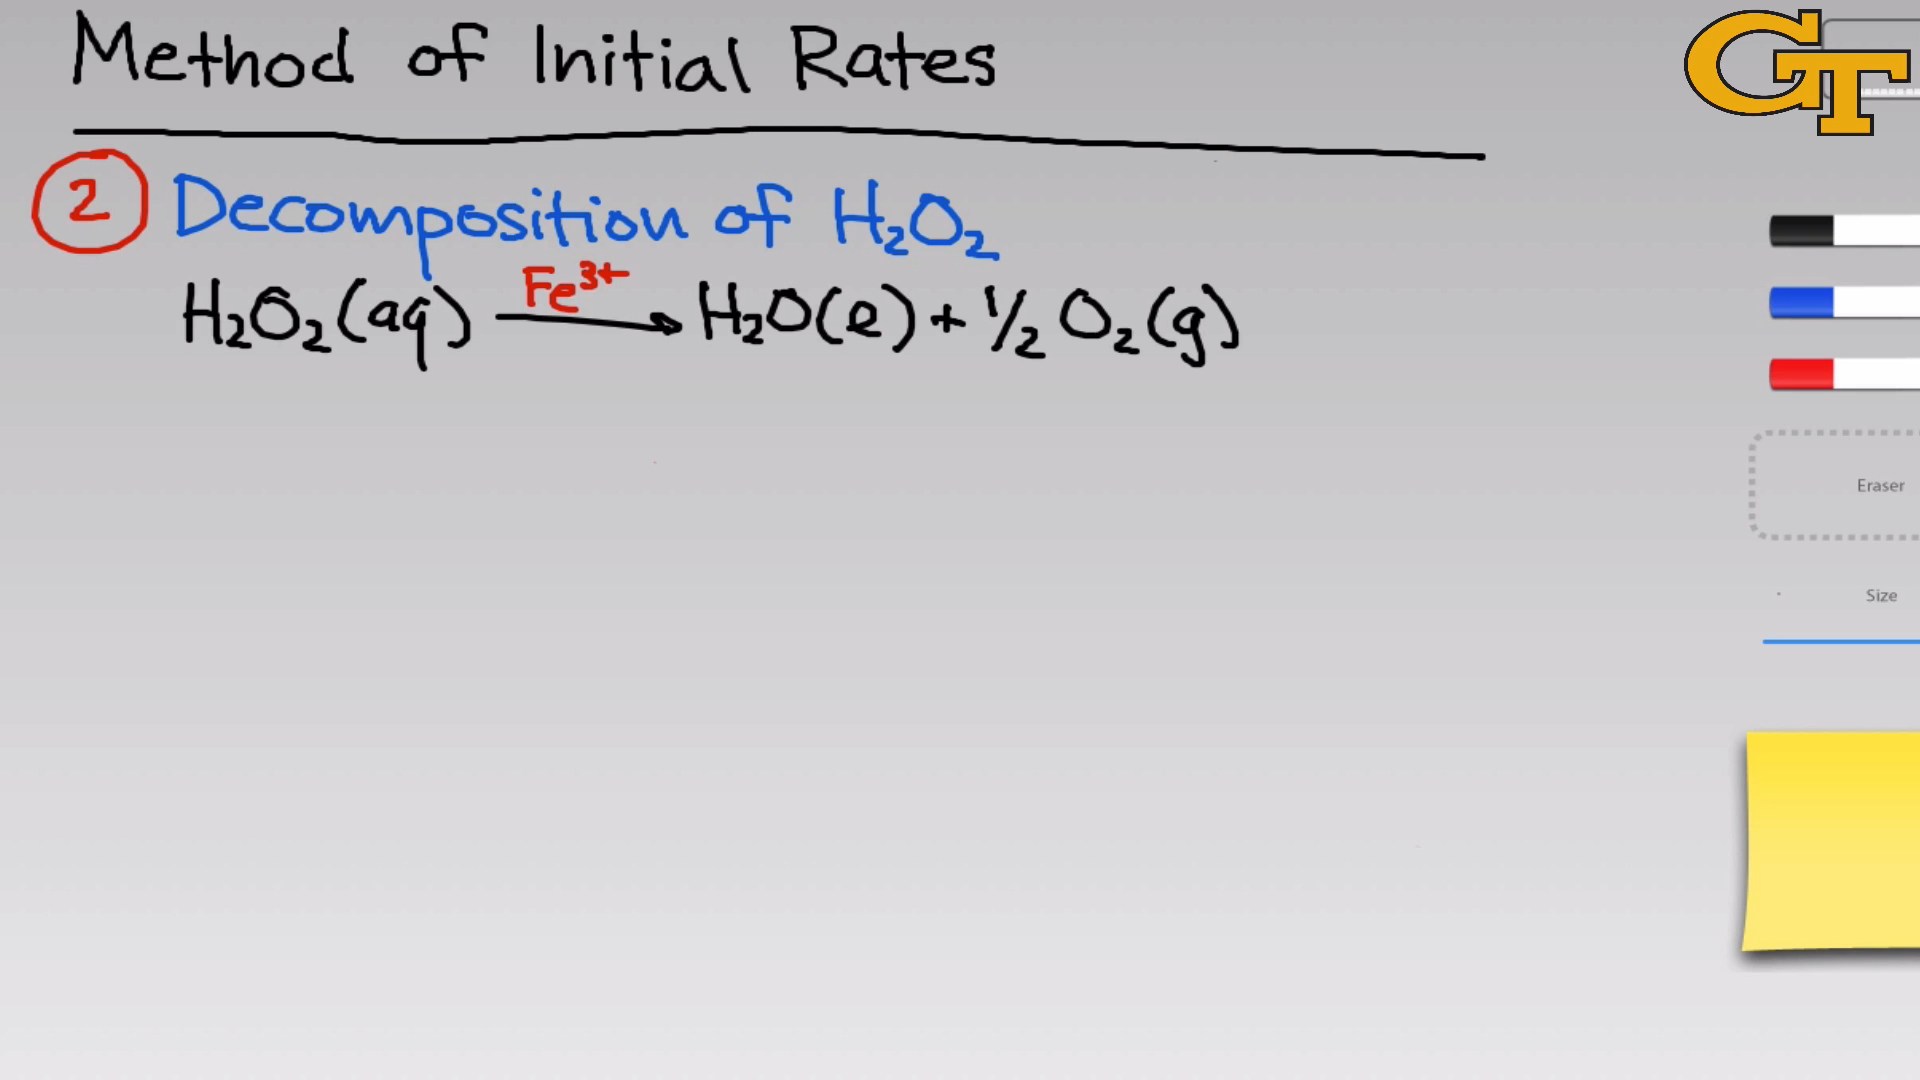 Method of Initial Rates
GT
2 Decomposition of H₂O₂
H₂O₂(aq) Fe³⁺→ H₂O(l) + 1/2 O₂(g)
Eraser
Size